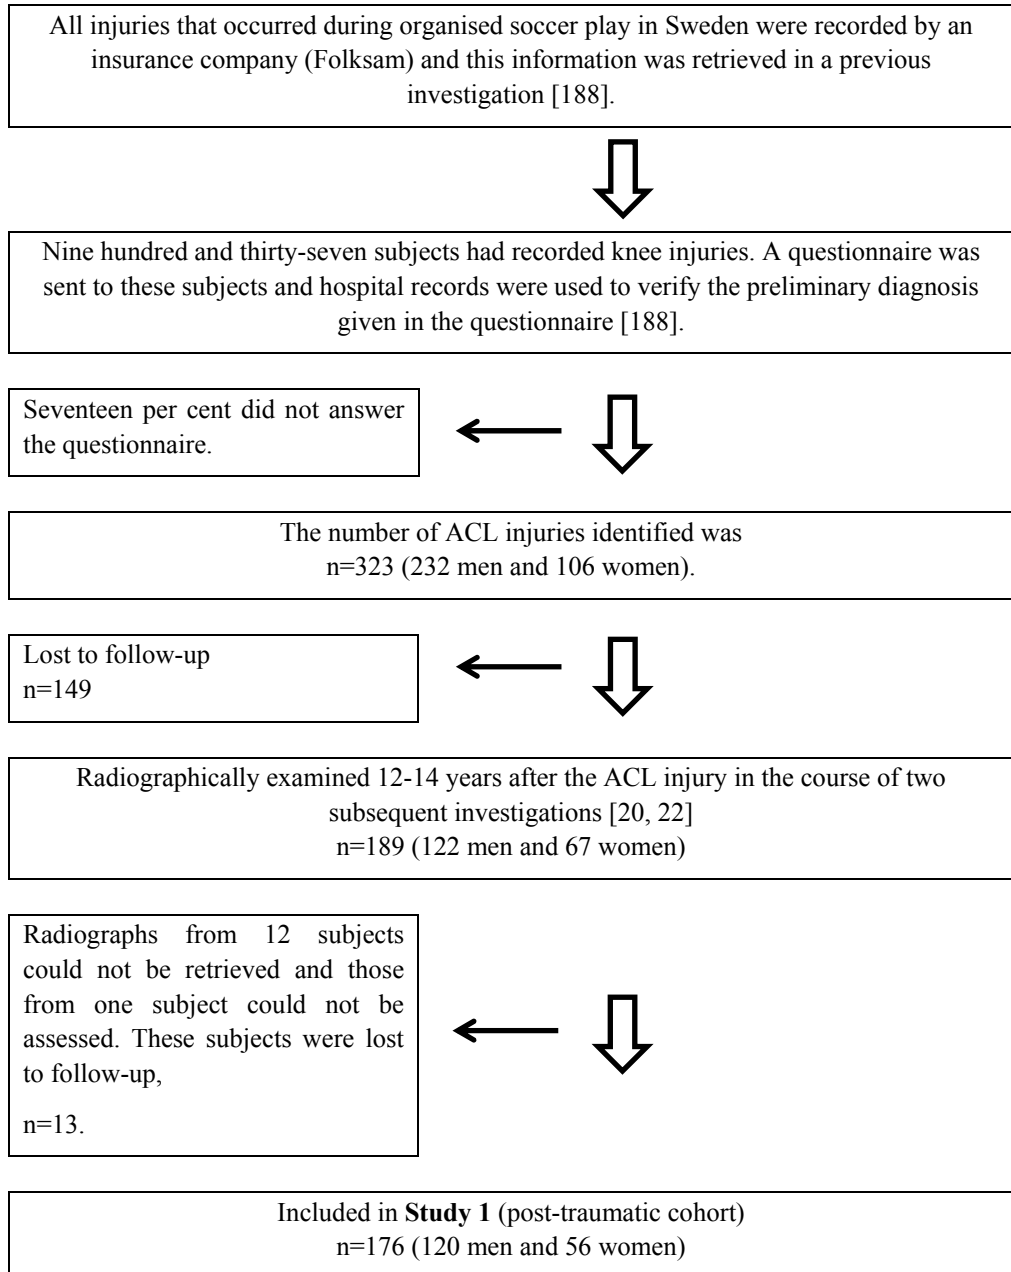 All injuries that occurred during organised soccer play in Sweden were recorded by an
insurance company (Folksam) and this information was retrieved in a previous
investigation [188].
Nine hundred and thirty-seven subjects had recorded knee injuries. A questionnaire was
sent to these subjects and hospital records were used to verify the preliminary diagnosis
given in the questionnaire [188].
Seventeen per cent did not answer
the questionnaire.
The number of ACL injuries identified was
n=323 (232 men and 106 women).
Lost to follow-up
n=149
Radiographically examined 12-14 years after the ACL injury in the course of two
subsequent investigations [20, 22]
n=189 (122 men and 67 women)
Radiographs from 12 subjects
could not be retrieved and those
from one subject could not be
assessed. These subjects were lost
to follow-up,
n=13.
Included in Study 1 (post-traumatic cohort)
n=176 (120 men and 56 women)